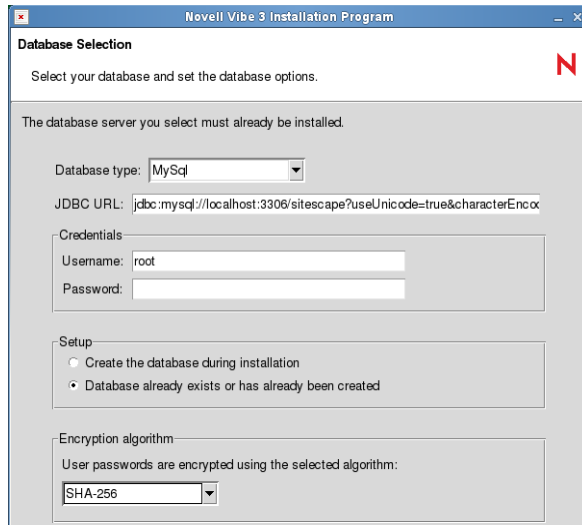 Novell Vibe 3 Installation Program
Database Selection
Select your database and set the database options.
N
The database server you select must already be installed.
Database type: MySql
JDBC URL: jdbc:mysql://localhost:3306/sitescape?useUnicode=true&characterEncod
Credentials
Username: root
Password:
Setup
Create the database during installation
Database already exists or has already been created
Encryption algorithm
User passwords are encrypted using the selected algorithm:
SHA-256